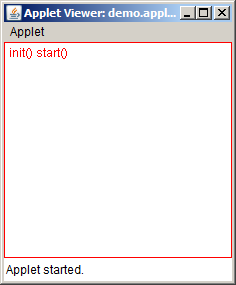 Applet Viewer: demo.appl...
Applet
init() start()
Applet started.